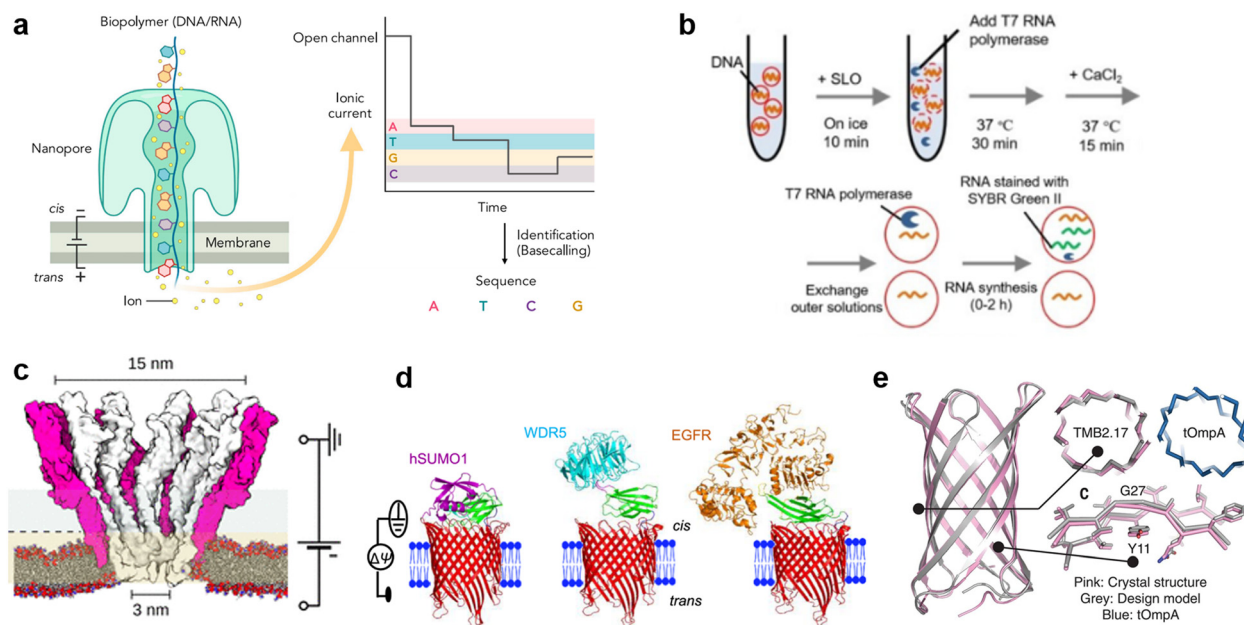 a
Biopolymer (DNA/RNA)
Nanopore
cis
−
Membrane
trans
+
Ion
Open channel
Ionic
current
A
T
G
C
Time
Identification
(Basecalling)
Sequence
A T C G
b
DNA
+ SLO
On ice
10 min
Add T7 RNA
polymerase
37 °C
30 min
+ CaCl₂
37 °C
15 min
Exchange
outer solutions
T7 RNA polymerase
RNA synthesis
(0-2 h)
RNA stained with
SYBR Green II
c
15 nm
3 nm
-
d
hSUMO1
WDR5
EGFR
ΔΨ
cis
trans
e
TMB2.17
tOmpA
c
G27
Y11
Pink: Crystal structure
Grey: Design model
Blue: tOmpA